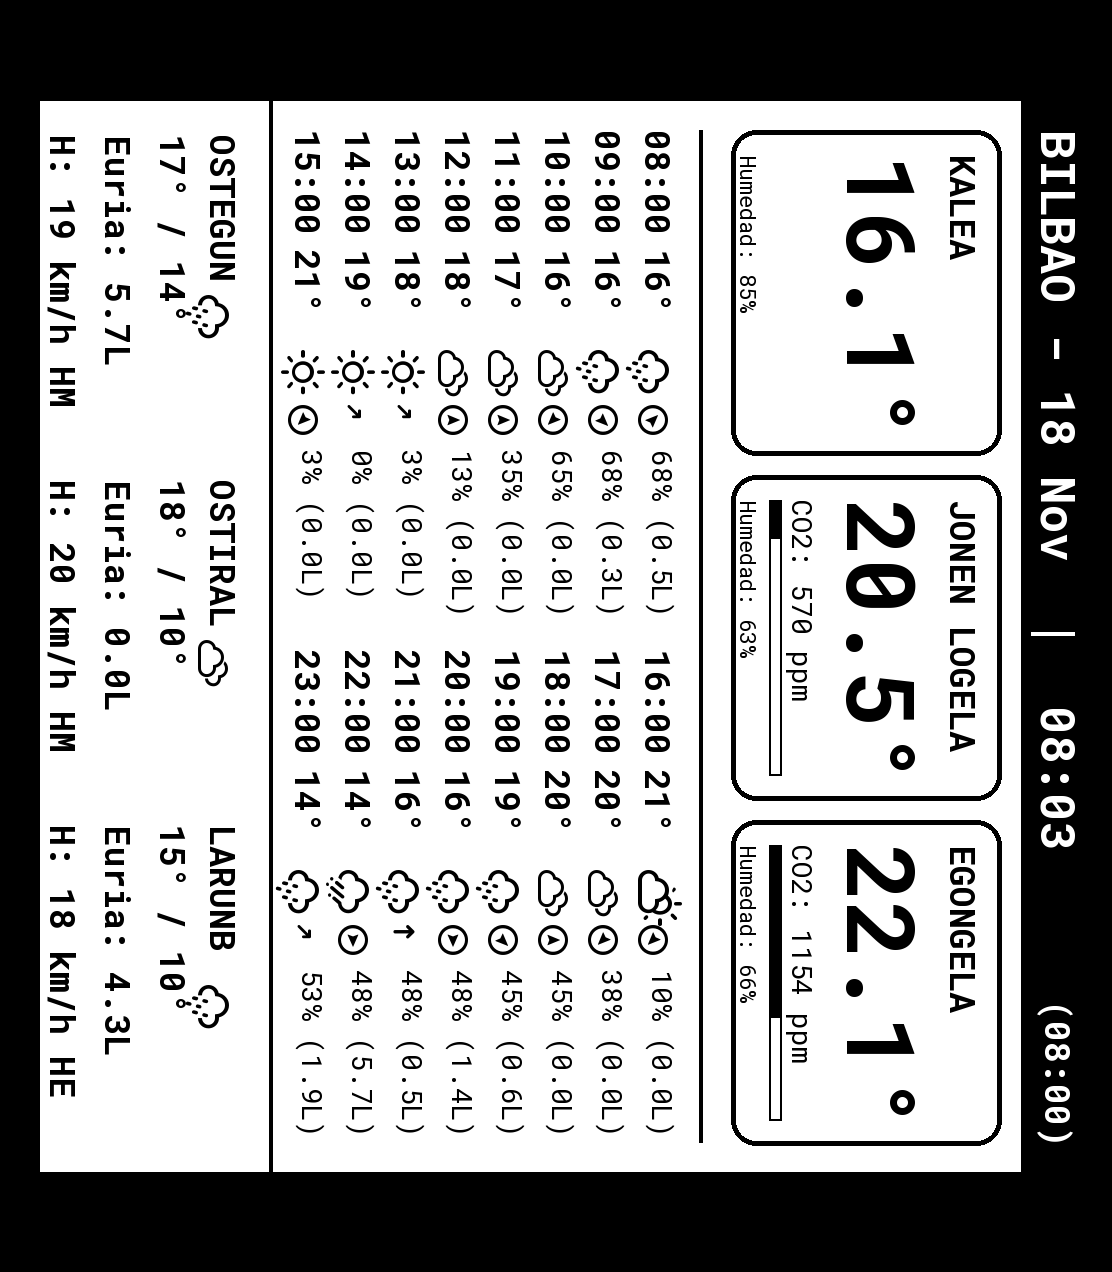 BILBAO - 18 Nov | 08:03 (08:00)
KALEA
16.1°
Humedad: 85%
JONEN LOGELA
20.5°
CO2: 570 ppm
Humedad: 63%
EGONGELA
22.1°
CO2: 1154 ppm
Humedad: 66%
08:00 16° 68% (0.5L)
09:00 16° 68% (0.3L)
10:00 16° 65% (0.0L)
11:00 17° 35% (0.0L)
12:00 18° 13% (0.0L)
13:00 18° 3% (0.0L)
14:00 19° 0% (0.0L)
15:00 21° 3% (0.0L)
16:00 21° 10% (0.0L)
17:00 20° 38% (0.0L)
18:00 20° 45% (0.0L)
19:00 19° 45% (0.6L)
20:00 16° 48% (1.4L)
21:00 16° 48% (0.5L)
22:00 14° 48% (5.7L)
23:00 14° 53% (1.9L)
OSTEGUN
17° / 14°
Euria: 5.7L
H: 19 km/h HM
OSTIRAL
18° / 10°
Euria: 0.0L
H: 20 km/h HM
LARUNB
15° / 10°
Euria: 4.3L
H: 18 km/h HE